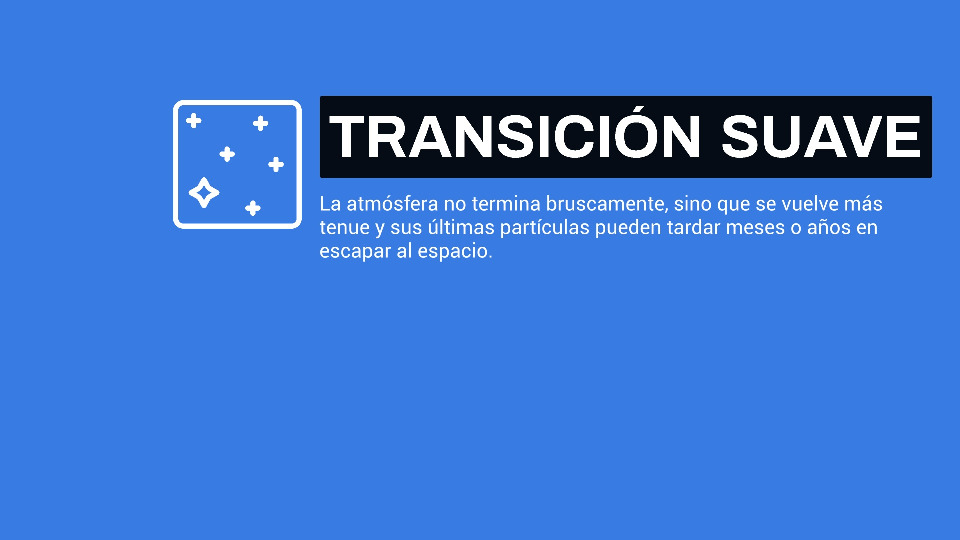 TRANSICIÓN SUAVE
La atmósfera no termina bruscamente, sino que se vuelve más
tenue y sus últimas partículas pueden tardar meses o años en
escapar al espacio.